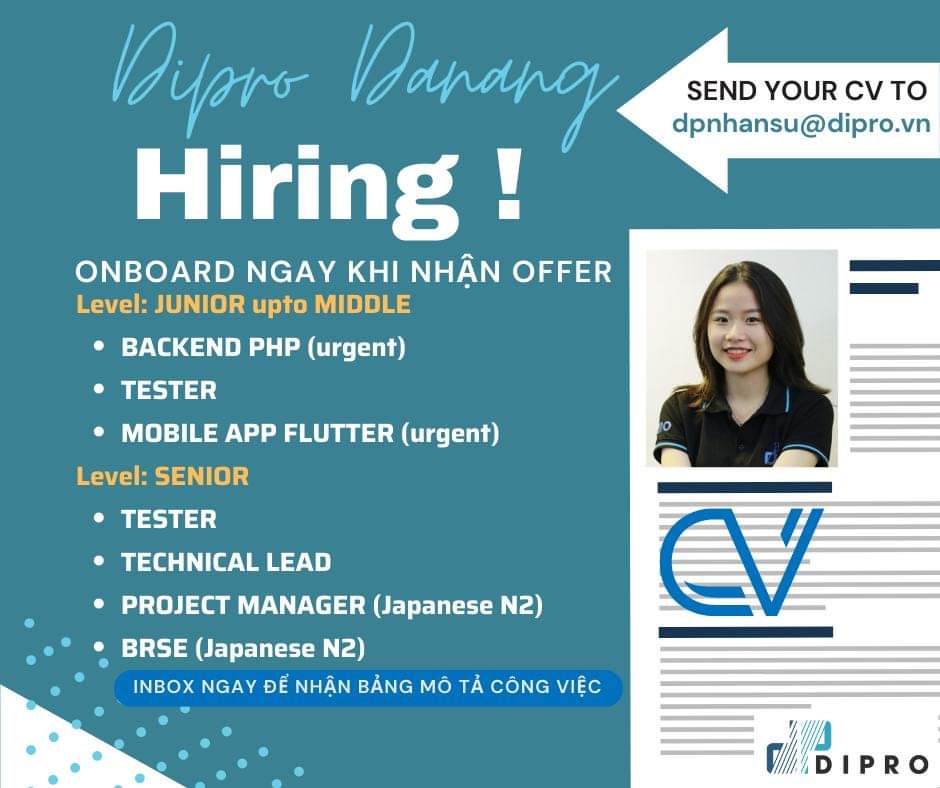 Dipro Danang
Hiring !
SEND YOUR CV TO
dpnhansu@dipro.vn
ONBOARD NGAY KHI NHẬN OFFER
Level: JUNIOR upto MIDDLE
• BACKEND PHP (urgent)
• TESTER
• MOBILE APP FLUTTER (urgent)
Level: SENIOR
• TESTER
• TECHNICAL LEAD
• PROJECT MANAGER (Japanese N2)
• BRSE (Japanese N2)
INBOX NGAY ĐỂ NHẬN BẢNG MÔ TẢ CÔNG VIỆC
CV
DIPRO